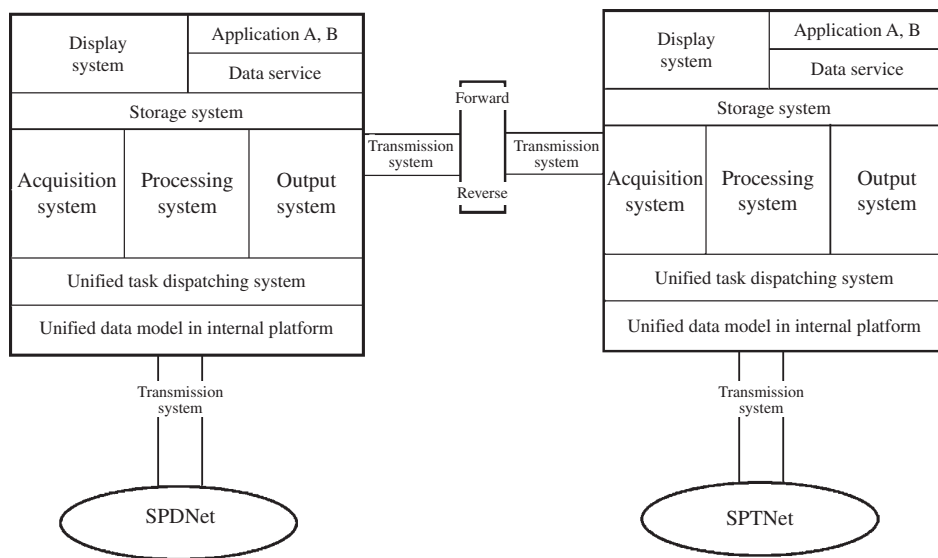 Display
system
Application A, B
Data service
Storage system
Acquisition
system
Processing
system
Output
system
Unified task dispatching system
Unified data model in internal platform
Transmission
system
SPDNet
Transmission
system
Forward
Reverse
Transmission
system
Display
system
Application A, B
Data service
Storage system
Acquisition
system
Processing
system
Output
system
Unified task dispatching system
Unified data model in internal platform
Transmission
system
SPTNet